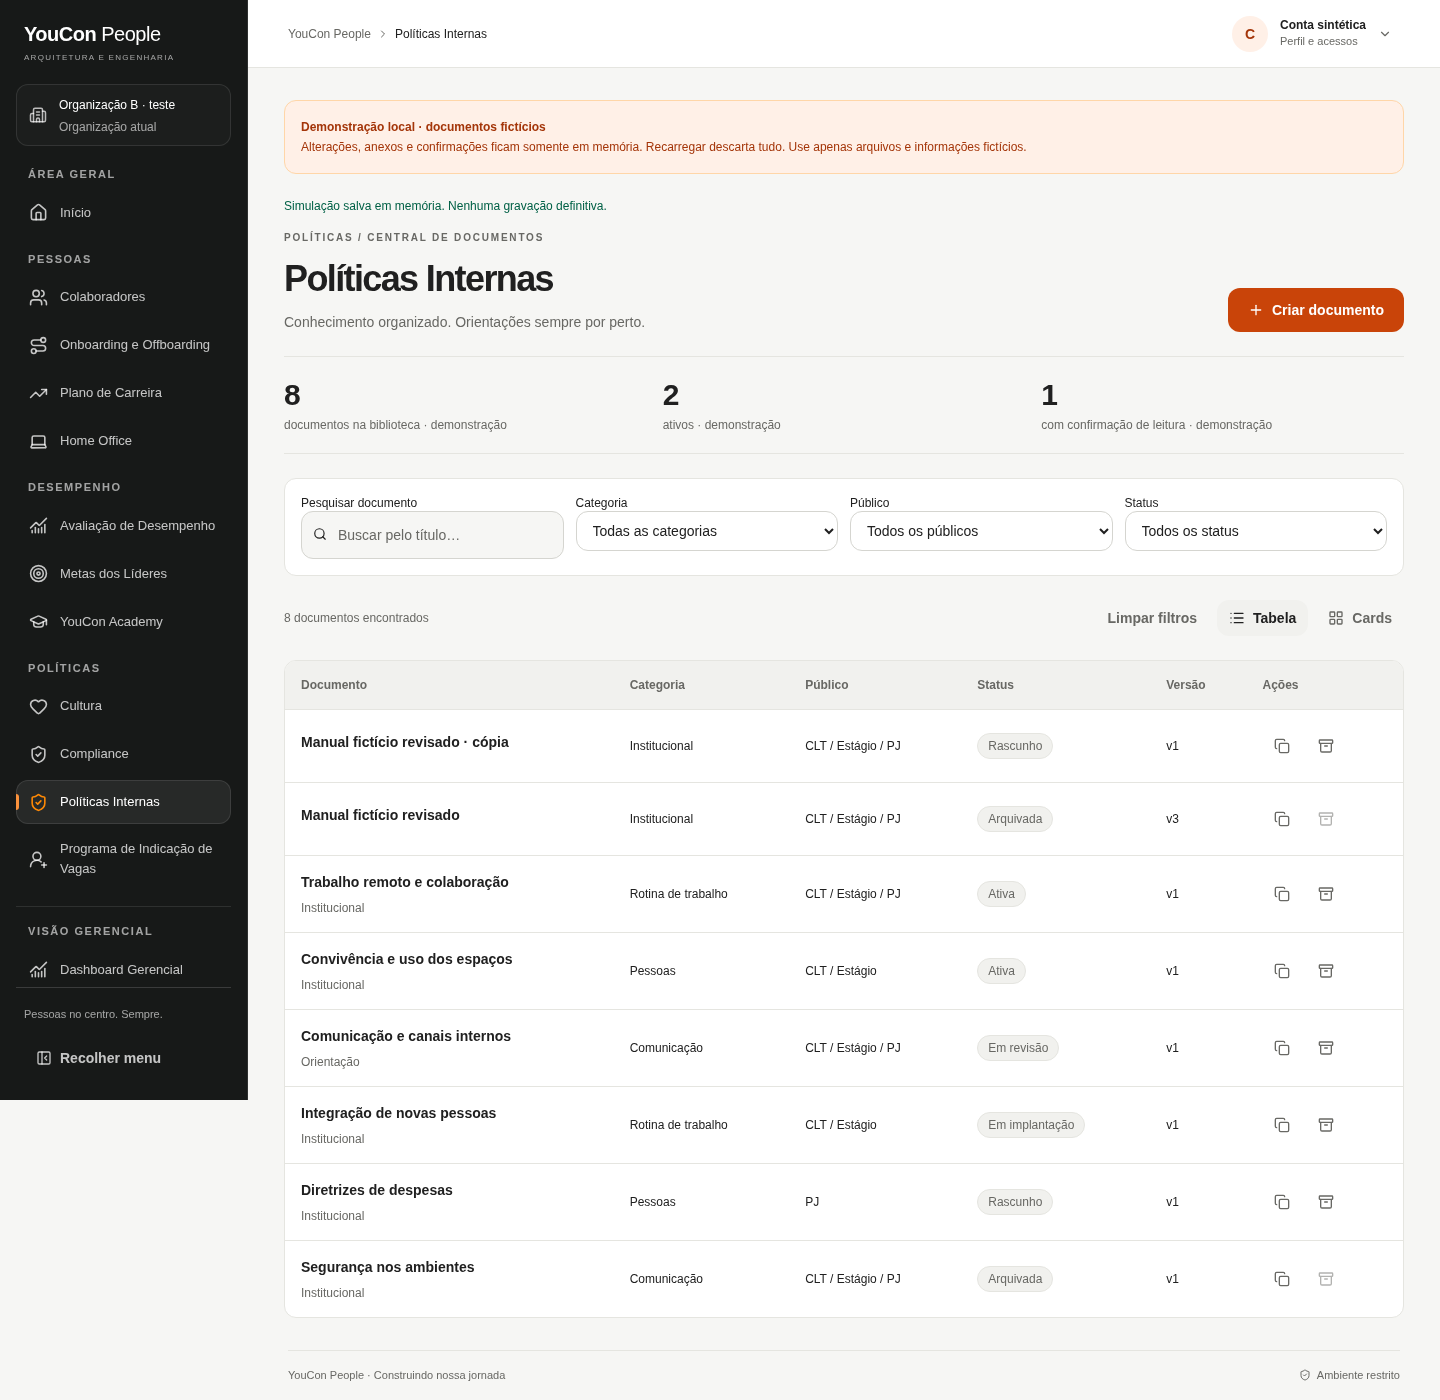 YouCon People
ARQUITETURA E ENGENHARIA
Organização B · teste
Organização atual
ÁREA GERAL
Início
PESSOAS
Colaboradores
Onboarding e Offboarding
Plano de Carreira
Home Office
DESEMPENHO
Avaliação de Desempenho
Metas dos Líderes
YouCon Academy
POLÍTICAS
Cultura
Compliance
Políticas Internas
Programa de Indicação de
Vagas
VISÃO GERENCIAL
Dashboard Gerencial
Pessoas no centro. Sempre.
Recolher menu
YouCon People > Políticas Internas
C
Conta sintética
Perfil e acessos
Demonstração local · documentos fictícios
Alterações, anexos e confirmações ficam somente em memória. Recarregar descarta tudo. Use apenas arquivos e informações fictícios.
Simulação salva em memória. Nenhuma gravação definitiva.
POLÍTICAS / CENTRAL DE DOCUMENTOS
Políticas Internas
Conhecimento organizado. Orientações sempre por perto.
Criar documento
8 2 1
documentos na biblioteca · demonstração ativos · demonstração com confirmação de leitura · demonstração
Pesquisar documento Categoria Público Status
Buscar pelo título… Todas as categorias Todos os públicos Todos os status
8 documentos encontrados Limpar filtros Tabela Cards
Documento Categoria Público Status Versão Ações
Manual fictício revisado · cópia Institucional CLT / Estágio / PJ Rascunho v1
Manual fictício revisado Institucional CLT / Estágio / PJ Arquivada v3
Trabalho remoto e colaboração Rotina de trabalho CLT / Estágio / PJ Ativa v1
Institucional
Convivência e uso dos espaços Pessoas CLT / Estágio Ativa v1
Institucional
Comunicação e canais internos Comunicação CLT / Estágio / PJ Em revisão v1
Orientação
Integração de novas pessoas Rotina de trabalho CLT / Estágio Em implantação v1
Institucional
Diretrizes de despesas Pessoas PJ Rascunho v1
Institucional
Segurança nos ambientes Comunicação CLT / Estágio / PJ Arquivada v1
Institucional
YouCon People · Construindo nossa jornada Ambiente restrito